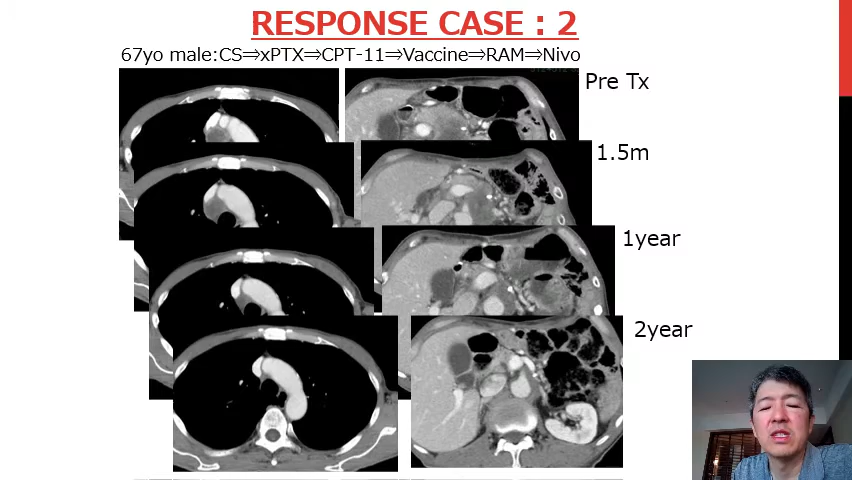 RESPONSE CASE : 2
67yo male:CS⇒xPTX⇒CPT-11⇒Vaccine⇒RAM⇒Nivo
Pre Tx
1.5m
1year
2year